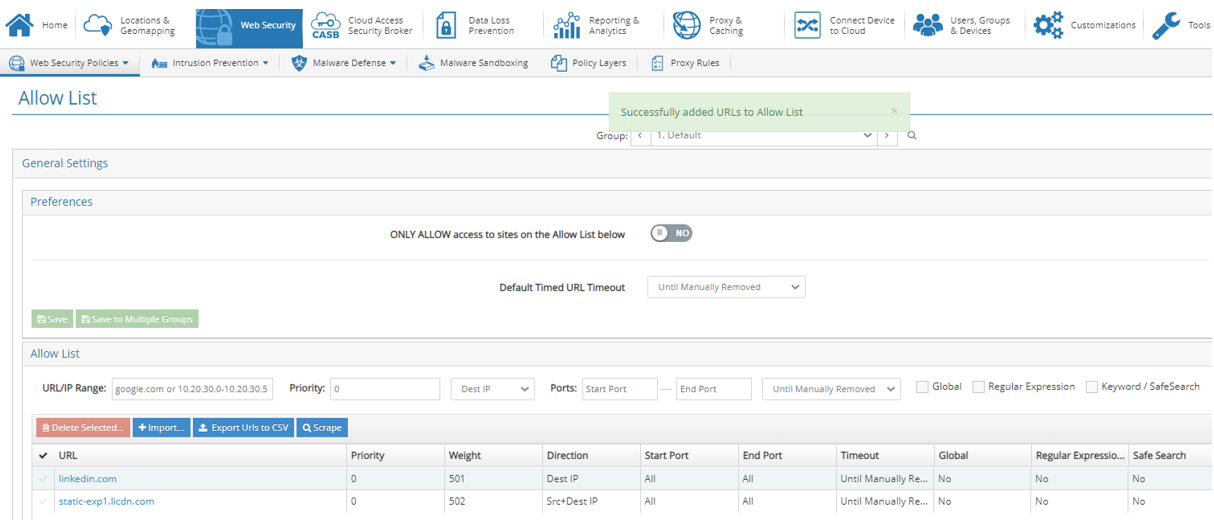 Home
Locations &
Geomapping
Web Security
CASB
Cloud Access
Security Broker
Data Loss
Prevention
Reporting &
Analytics
Proxy &
Caching
Connect Device
to Cloud
Users, Groups
& Devices
Customizations
Tools
Web Security Policies
Intrusion Prevention
Malware Defense
Malware Sandboxing
Policy Layers
Proxy Rules
Allow List
Successfully added URLs to Allow List ×
Group: < 1. Default >
General Settings
Preferences
ONLY ALLOW access to sites on the Allow List below NO
Default Timed URL Timeout Until Manually Removed
Save Save to Multiple Groups
Allow List
URL/IP Range: google.com or 10.20.30.0-10.20.30.5 Priority: 0 Dest IP Ports: Start Port — End Port Until Manually Removed Global Regular Expression Keyword / SafeSearch
Delete Selected... + Import... Export Urls to CSV Scrape
URL Priority Weight Direction Start Port End Port Timeout Global Regular Expressio... Safe Search
linkedin.com 0 501 Dest IP All All Until Manually Re... No No No
static-exp1.licdn.com 0 502 Src+Dest IP All All Until Manually Re... No No No